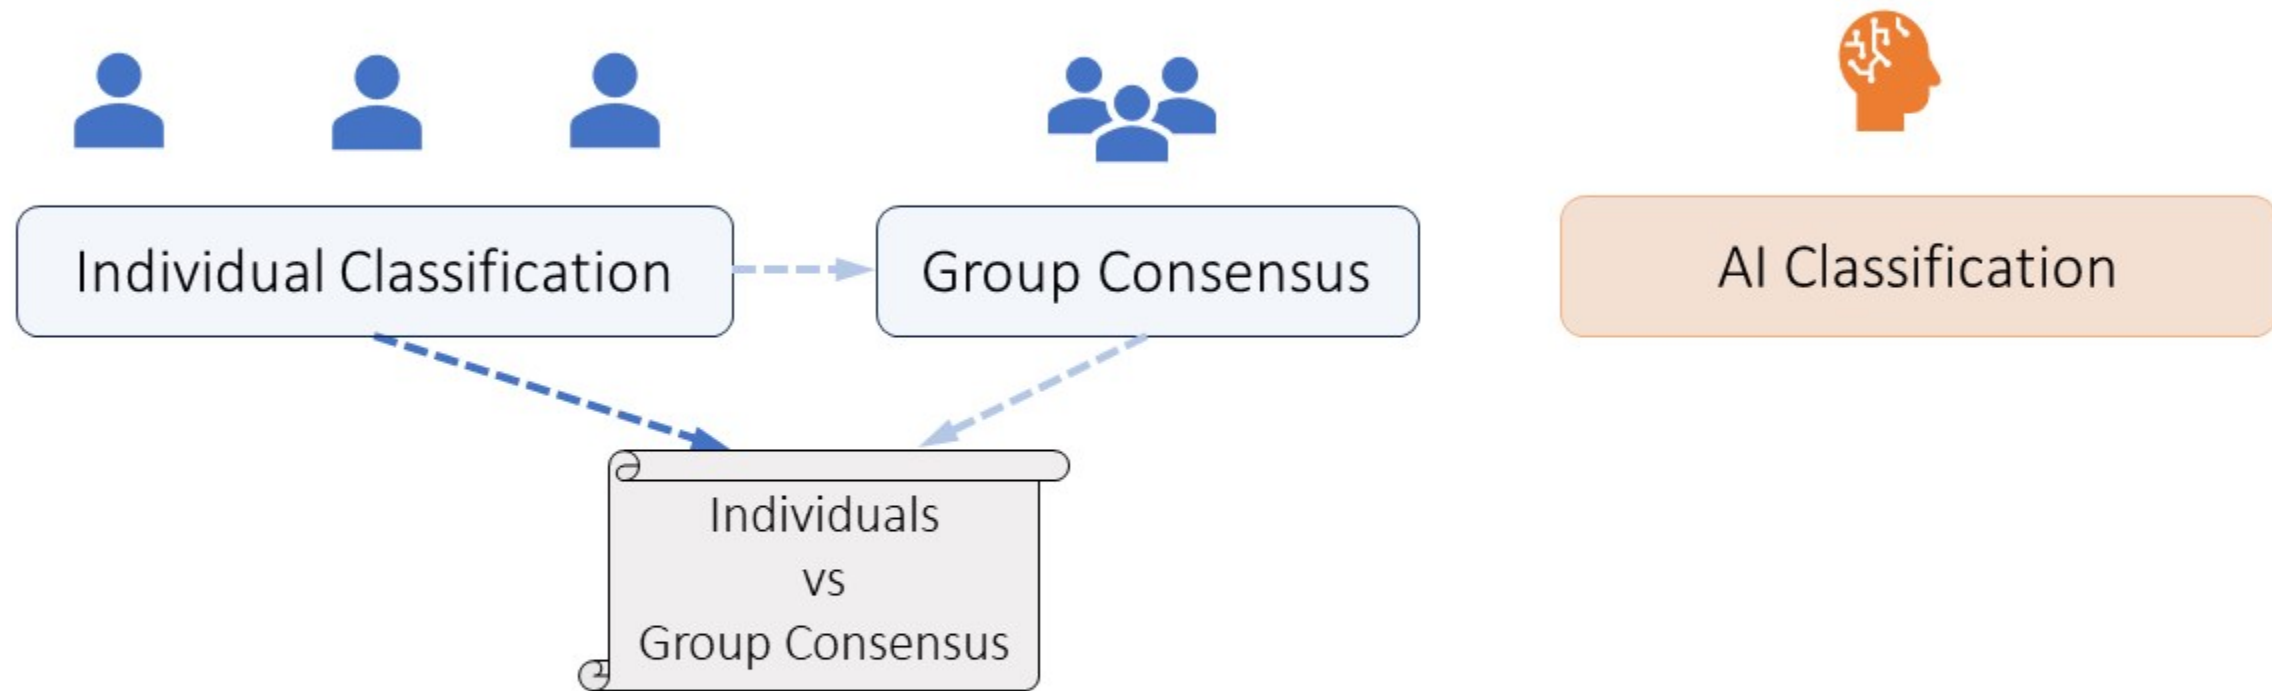 Individual Classification
Group Consensus
AI Classification
Individuals
vs
Group Consensus